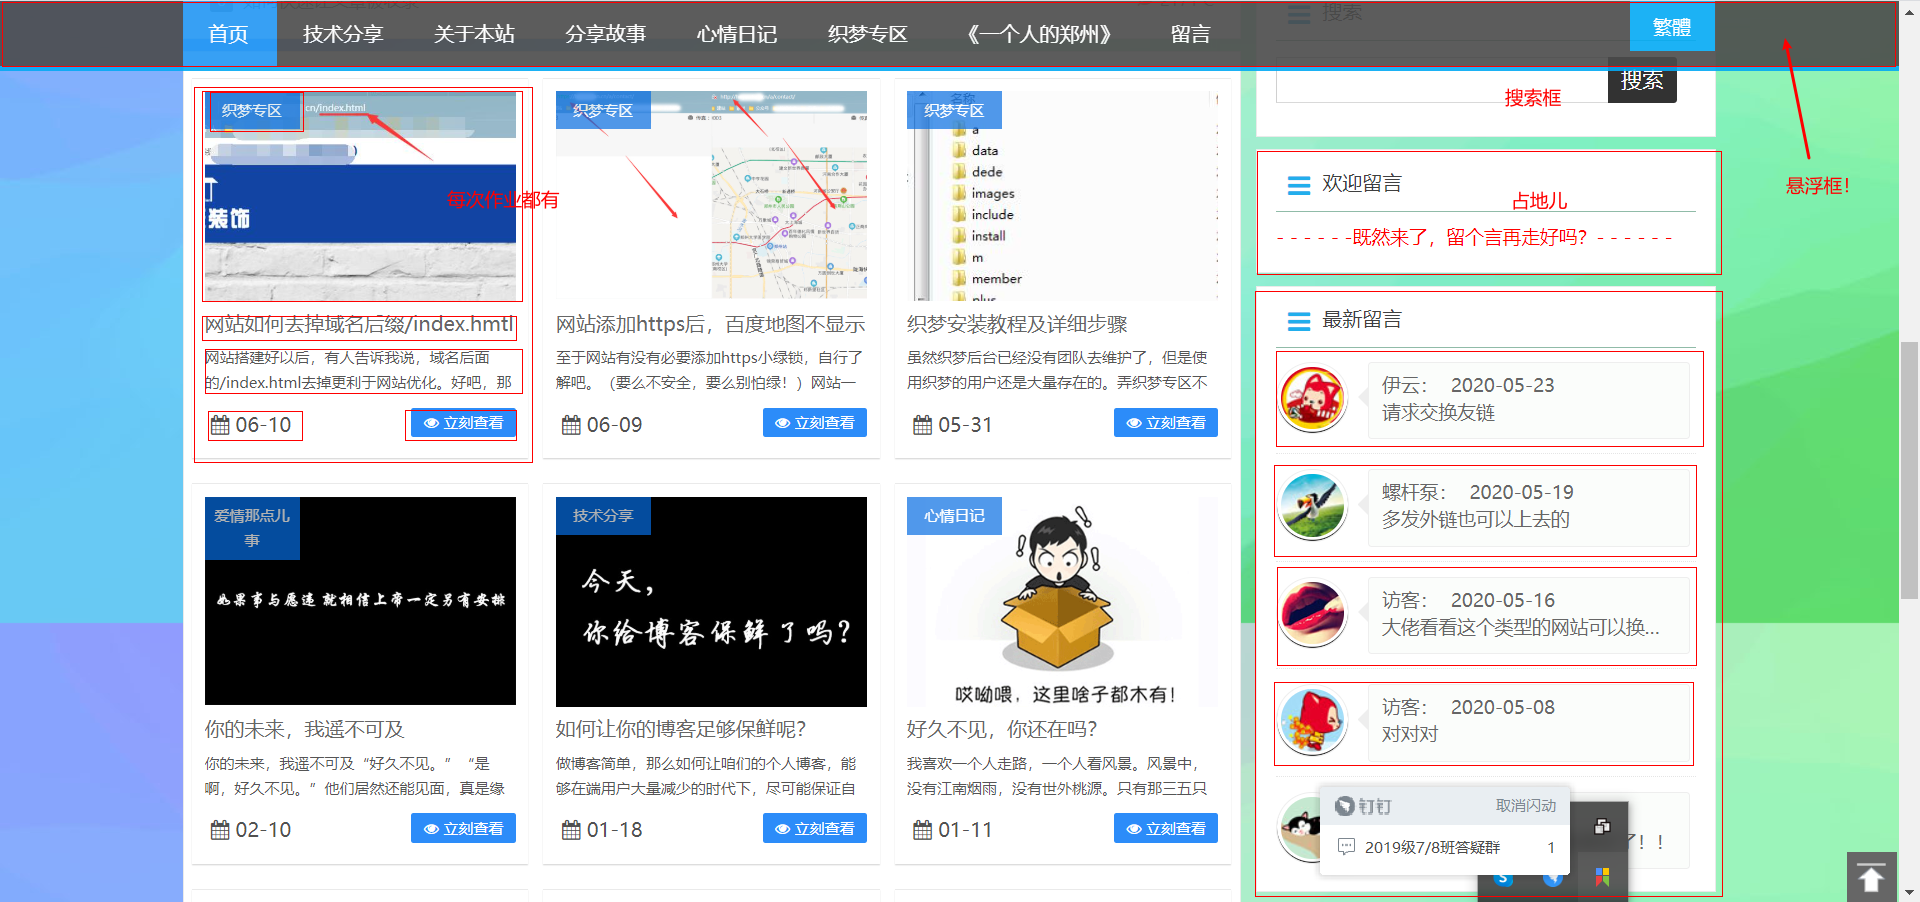 首页 技术分享 关于本站 分享故事 心情日记 织梦专区 《一个人的郑州》 留言 繁體
搜索
搜索
搜索框
悬浮框！
织梦专区
cn/index.html
装饰
每次作业都有
网站如何去掉域名后缀/index.hmtl
网站搭建好以后，有人告诉我说，域名后面
的/index.html去掉更利于网站优化。好吧，那
06-10
立刻查看
织梦专区
网站添加https后，百度地图不显示
至于网站有没有必要添加https小绿锁，自行了
解吧。（要么不安全，要么别怕绿！）网站一
06-09
立刻查看
织梦专区
名称
a
data
dede
images
include
install
m
member
plus
织梦安装教程及详细步骤
虽然织梦后台已经没有团队去维护了，但是使
用织梦的用户还是大量存在的。弄织梦专区不
05-31
立刻查看
爱情那点儿
事
如果事与愿违 就相信上帝一定另有安排
你的未来，我遥不可及
你的未来，我遥不可及“好久不见。”“是
啊，好久不见。”他们居然还能见面，真是缘
02-10
立刻查看
技术分享
今天，
你给博客保鲜了吗？
如何让你的博客足够保鲜呢？
做博客简单，那么如何让咱们的个人博客，能
够在端用户大量减少的时代下，尽可能保证自
01-18
立刻查看
心情日记
哎呦喂，这里啥子都木有！
好久不见，你还在吗？
我喜欢一个人走路，一个人看风景。风景中，
没有江南烟雨，没有世外桃源。只有那三五只
01-11
立刻查看
欢迎留言
占地儿
- - - - - -既然来了，留个言再走好吗？- - - - - -
最新留言
伊云： 2020-05-23
请求交换友链
螺杆泵： 2020-05-19
多发外链也可以上去的
访客： 2020-05-16
大佬看看这个类型的网站可以换...
访客： 2020-05-08
对对对
了！！
钉钉 取消闪动
2019级7/8班答疑群 1